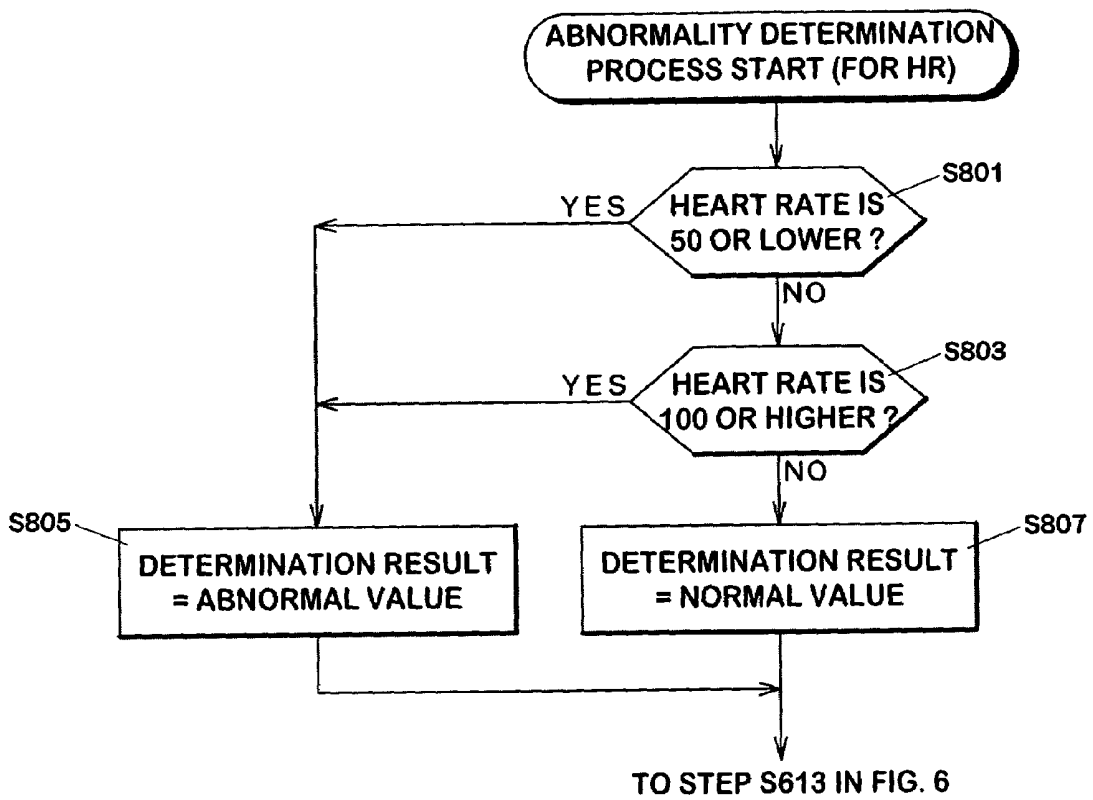 ABNORMALITY DETERMINATION
PROCESS START (FOR HR)
S801
YES
HEART RATE IS
50 OR LOWER ?
NO
S803
YES
HEART RATE IS
100 OR HIGHER ?
NO
S805
S807
DETERMINATION RESULT
= ABNORMAL VALUE
DETERMINATION RESULT
= NORMAL VALUE
TO STEP S613 IN FIG. 6